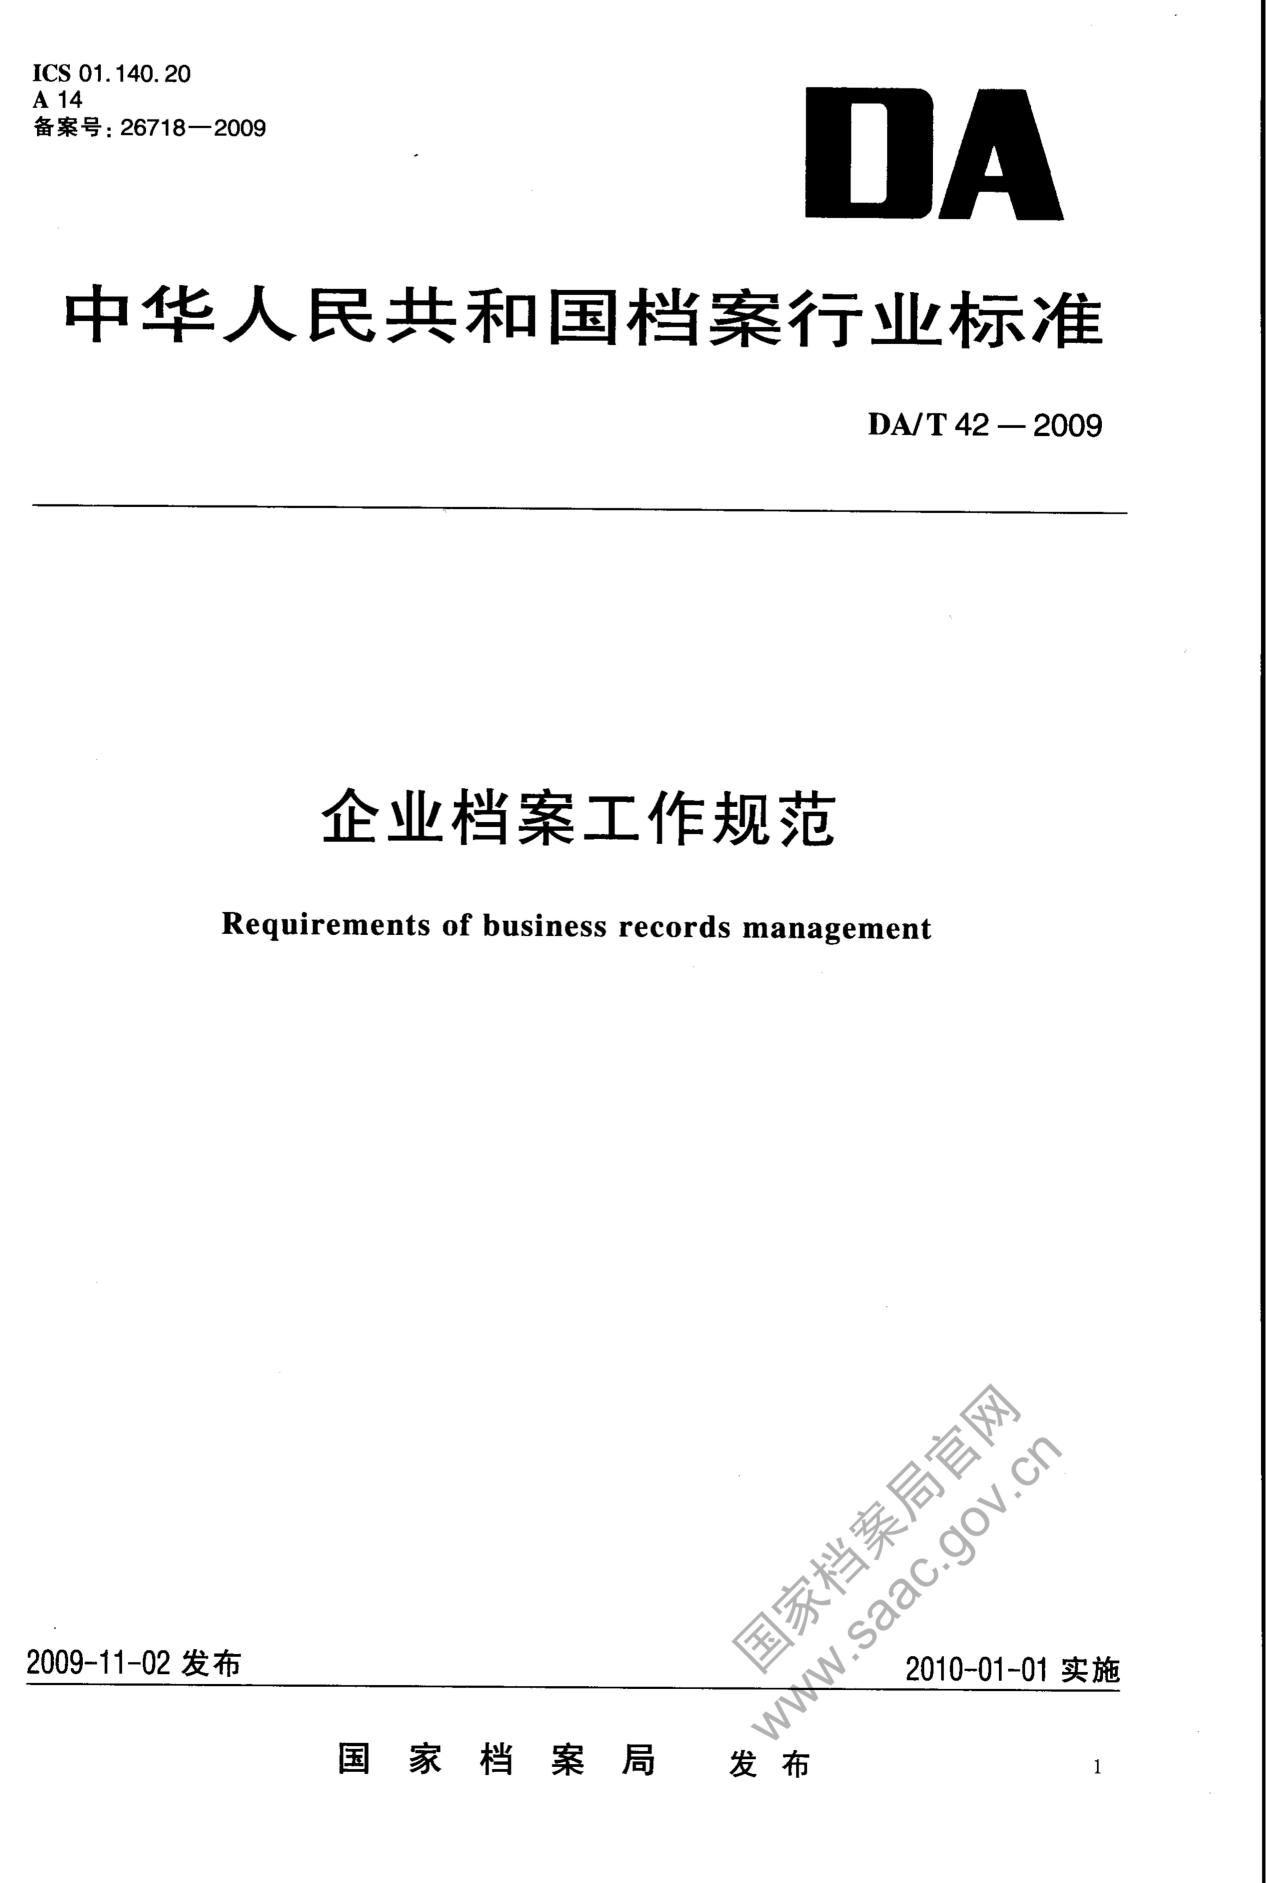 ICS 01.140.20
A 14
备案号：26718—2009
DA
中华人民共和国档案行业标准
DA/T 42 — 2009
企业档案工作规范
Requirements of business records management
国家档案局官网
www.saac.gov.cn
2009-11-02 发布
2010-01-01 实施
国家档案局 发布
1